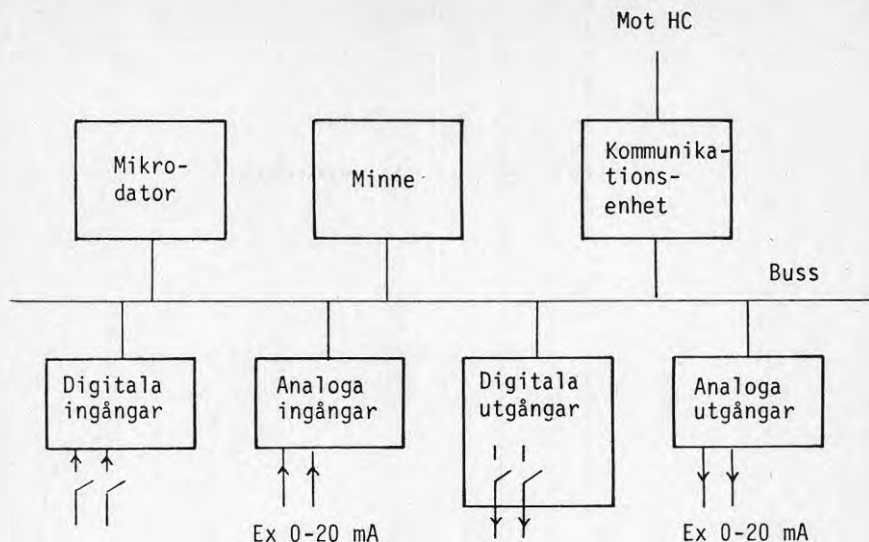 Mot HC
Mikro-
dator
Minne
Kommunika-
tions-
enhet
Buss
Digitala
ingångar
Analoga
ingångar
Digitala
utgångar
Analoga
utgångar
Ex 0-20 mA
Ex 0-20 mA